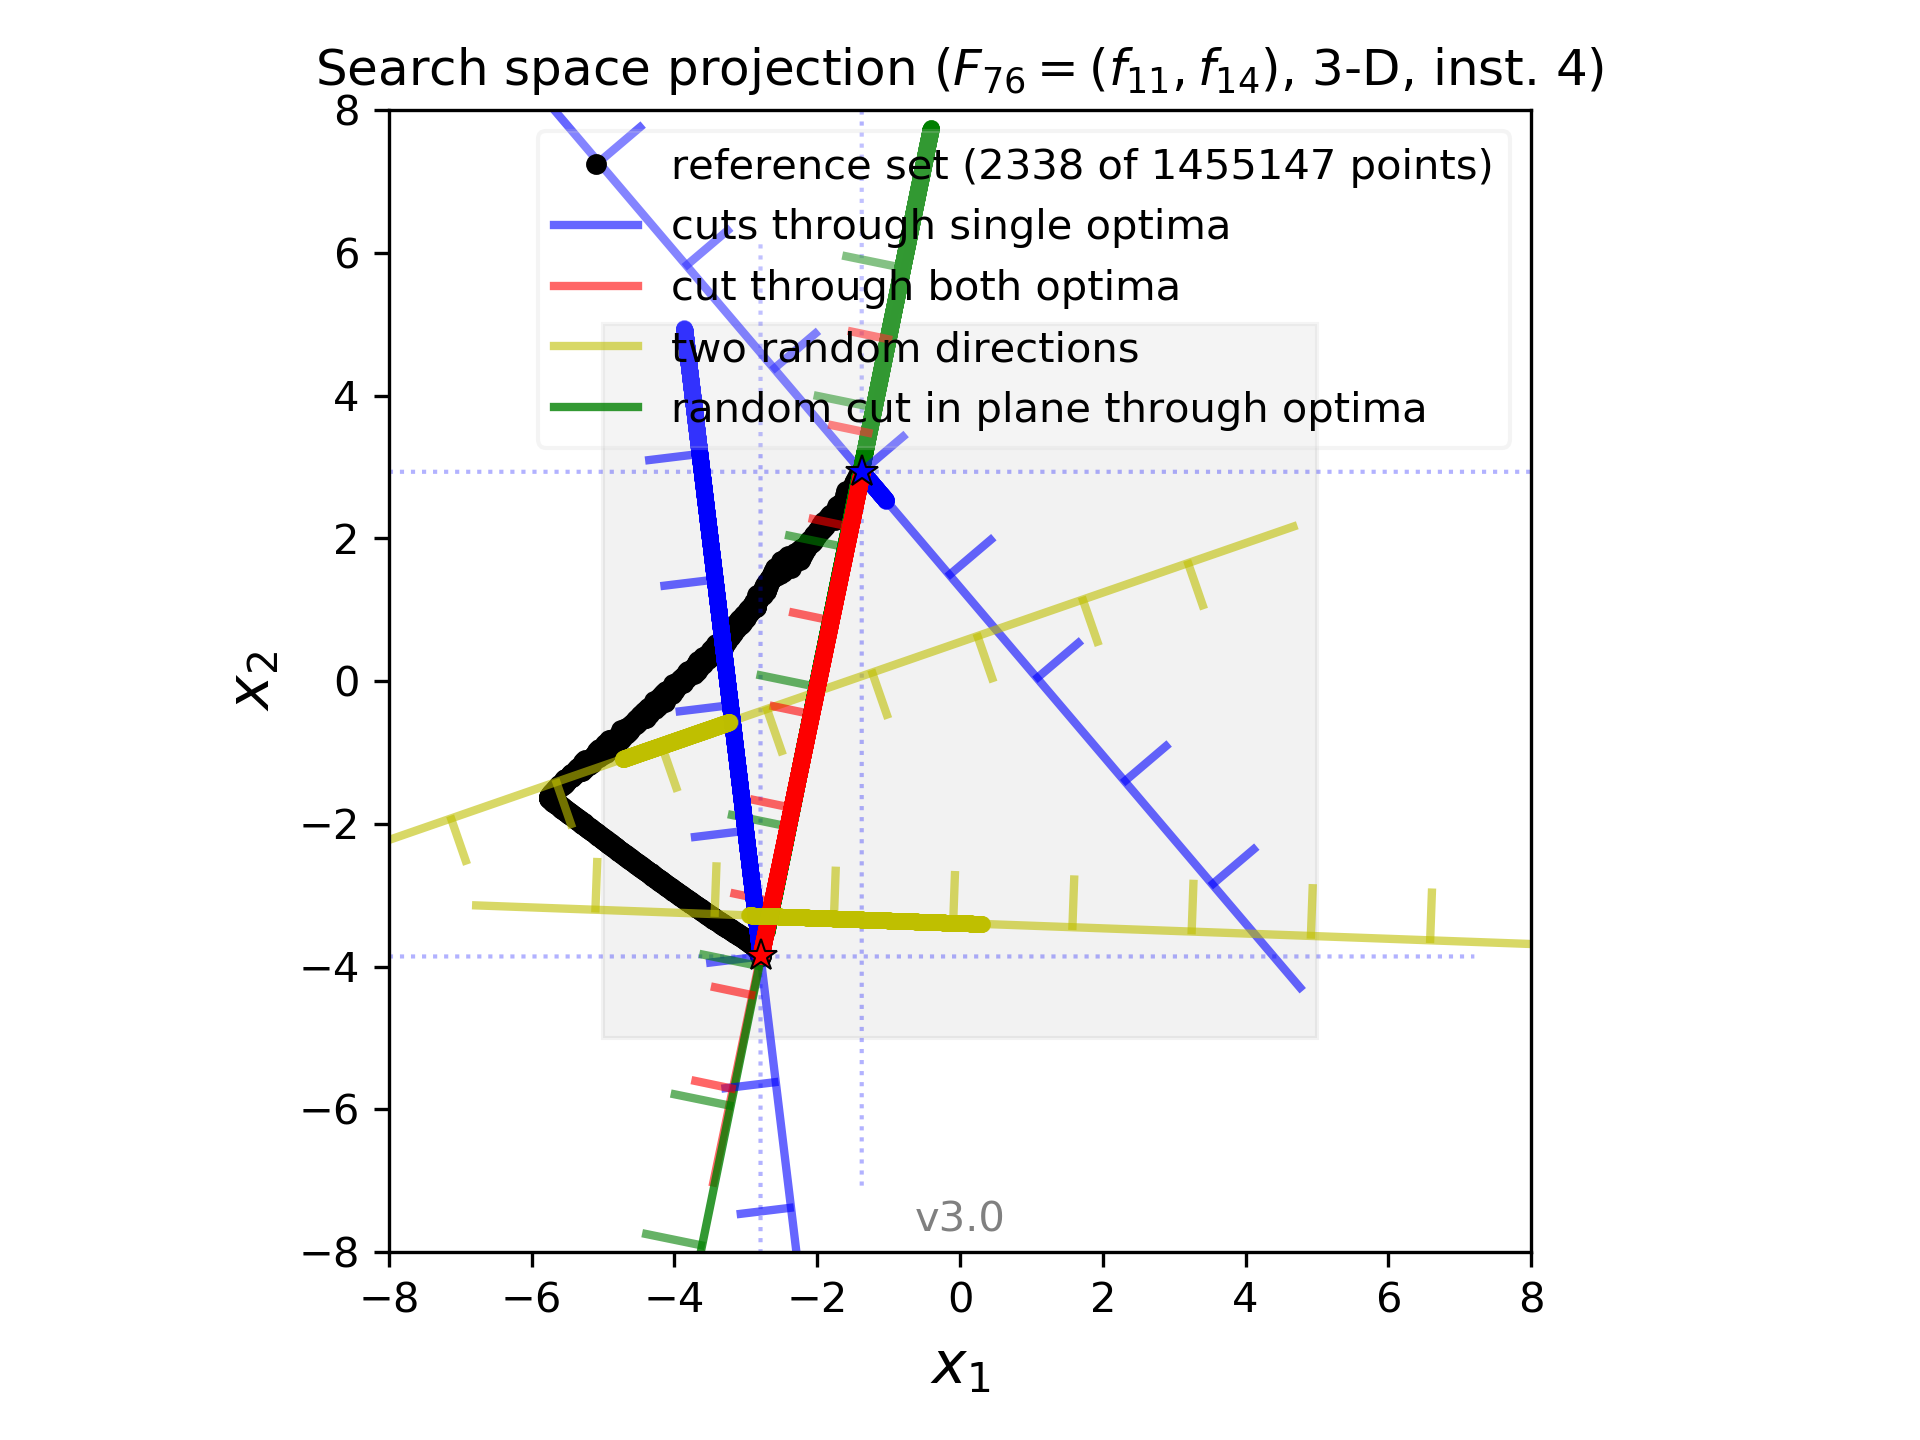 Search space projection (F76 = (f11, f14), 3-D, inst. 4)
reference set (2338 of 1455147 points)
cuts through single optima
cut through both optima
two random directions
random cut in plane through optima
8
6
4
2
0
−2
−4
−6
−8
x2
v3.0
−8 −6 −4 −2 0 2 4 6 8
x1